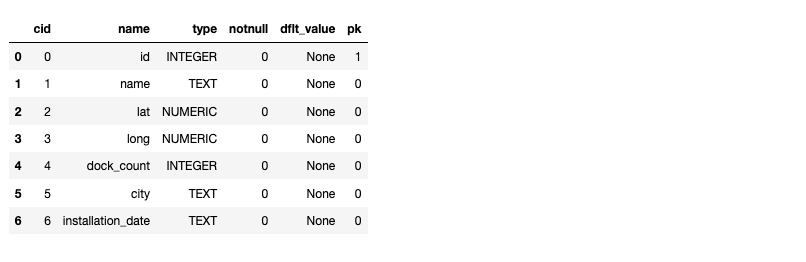 cid name type notnull dflt_value pk
0 0 id INTEGER 0 None 1
1 1 name TEXT 0 None 0
2 2 lat NUMERIC 0 None 0
3 3 long NUMERIC 0 None 0
4 4 dock_count INTEGER 0 None 0
5 5 city TEXT 0 None 0
6 6 installation_date TEXT 0 None 0